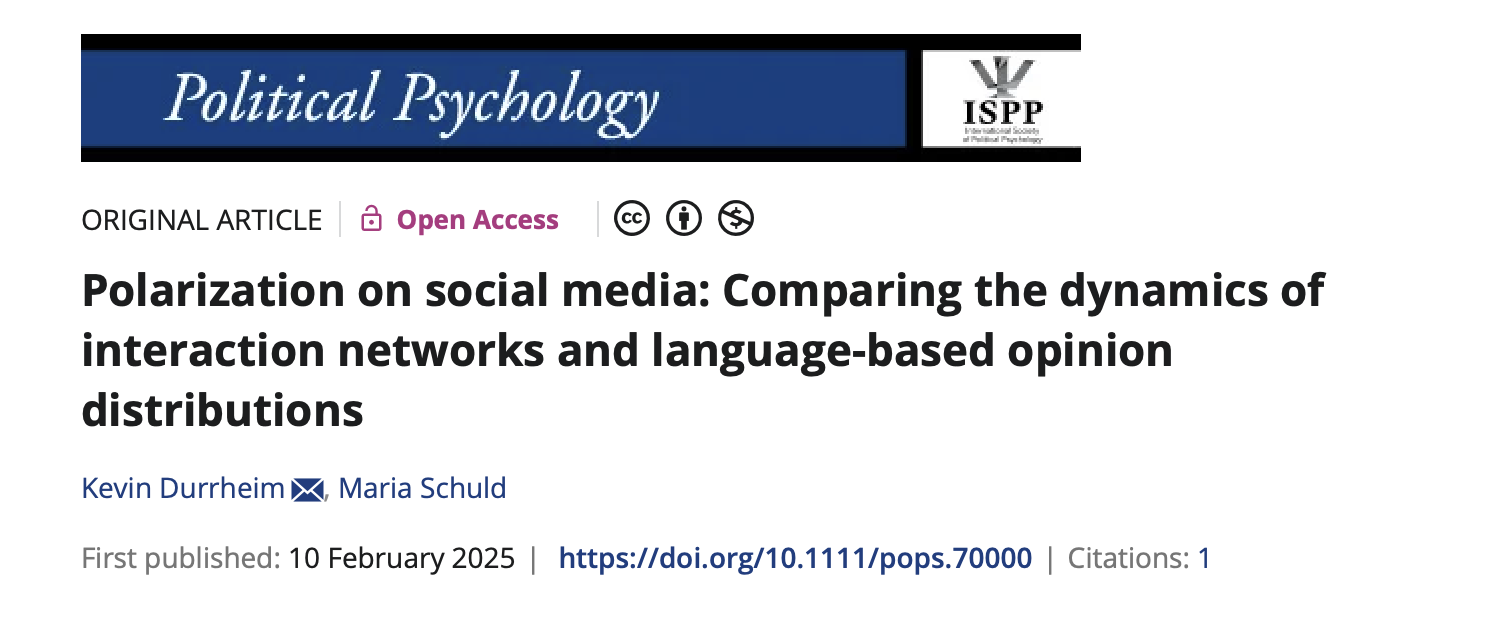 Political Psychology
ISPP
International Society
of Political Psychology
ORIGINAL ARTICLE
Open Access
cc
Polarization on social media: Comparing the dynamics of
interaction networks and language-based opinion
distributions
Kevin Durrheim, Maria Schuld
First published: 10 February 2025 | https://doi.org/10.1111/pops.70000 | Citations: 1